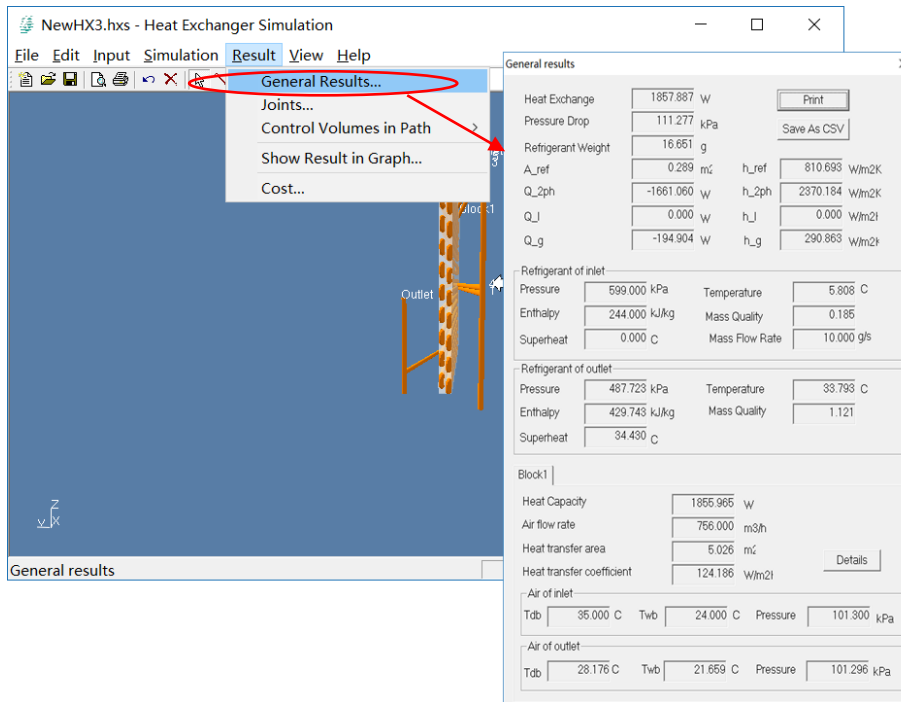 NewHX3.hxs - Heat Exchanger Simulation
File Edit Input Simulation Result View Help
General Results...
Joints...
Control Volumes in Path
Show Result in Graph...
Cost...
Block1
Outlet
Z
Y X
General results
General results
Heat Exchange 1857.887 W Print
Pressure Drop 111.277 kPa Save As CSV
Refrigerant Weight 16.651 g
A_ref 0.289 m2 h_ref 810.693 W/m2K
Q_2ph -1661.060 W h_2ph 2370.184 W/m2K
Q_l 0.000 W h_l 0.000 W/m2K
Q_g -194.904 W h_g 290.863 W/m2K
Refrigerant of inlet
Pressure 599.000 kPa Temperature 5.808 C
Enthalpy 244.000 kJ/kg Mass Quality 0.185
Superheat 0.000 C Mass Flow Rate 10.000 g/s
Refrigerant of outlet
Pressure 487.723 kPa Temperature 33.793 C
Enthalpy 429.743 kJ/kg Mass Quality 1.121
Superheat 34.430 C
Block1
Heat Capacity 1855.965 W
Air flow rate 756.000 m3/h
Heat transfer area 5.026 m2 Details
Heat transfer coefficient 124.186 W/m2K
Air of inlet
Tdb 35.000 C Twb 24.000 C Pressure 101.300 kPa
Air of outlet
Tdb 28.176 C Twb 21.659 C Pressure 101.296 kPa